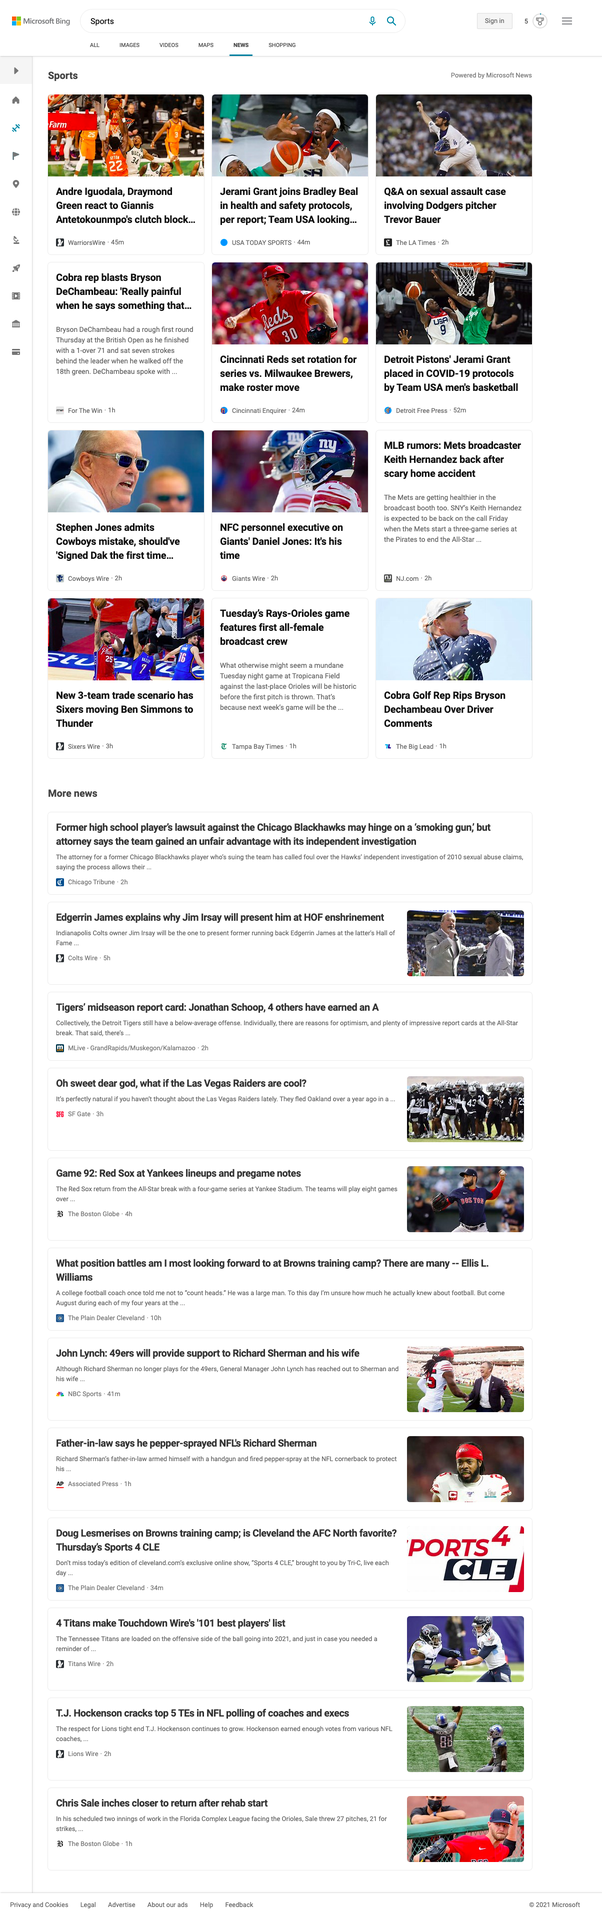 Microsoft Bing
Sports
Sign in
5
ALL
IMAGES
VIDEOS
MAPS
NEWS
SHOPPING
Sports
Powered by Microsoft News
Andre Iguodala, Draymond
Green react to Giannis
Antetokounmpo's clutch block...
WarriorsWire · 45m
Jerami Grant joins Bradley Beal
in health and safety protocols,
per report; Team USA looking...
USA TODAY SPORTS · 44m
Q&A on sexual assault case
involving Dodgers pitcher
Trevor Bauer
The LA Times · 2h
Cobra rep blasts Bryson
DeChambeau: 'Really painful
when he says something that...
Bryson DeChambeau had a rough first round
Thursday at the British Open as he finished
with a 1-over 71 and sat seven strokes
behind the leader when he walked off the
18th green. DeChambeau spoke with ...
For The Win · 1h
Cincinnati Reds set rotation for
series vs. Milwaukee Brewers,
make roster move
Cincinnati Enquirer · 24m
Detroit Pistons' Jerami Grant
placed in COVID-19 protocols
by Team USA men's basketball
Detroit Free Press · 52m
Stephen Jones admits
Cowboys mistake, should've
'Signed Dak the first time...
Cowboys Wire · 2h
NFC personnel executive on
Giants' Daniel Jones: It's his
time
Giants Wire · 2h
MLB rumors: Mets broadcaster
Keith Hernandez back after
scary home accident
The Mets are getting healthier in the
broadcast booth too. SNY's Keith Hernandez
is expected to be back on the call Friday
when the Mets start a three-game series at
the Pirates to end the All-Star ...
NJ.com · 2h
New 3-team trade scenario has
Sixers moving Ben Simmons to
Thunder
Sixers Wire · 3h
Tuesday's Rays-Orioles game
features first all-female
broadcast crew
What otherwise might seem a mundane
Tuesday night game at Tropicana Field
against the last-place Orioles will be historic
before the first pitch is thrown. That's
because next week's game will be the ...
Tampa Bay Times · 1h
Cobra Golf Rep Rips Bryson
Dechambeau Over Driver
Comments
The Big Lead · 1h
More news
Former high school player's lawsuit against the Chicago Blackhawks may hinge on a 'smoking gun,' but
attorney says the team gained an unfair advantage with its independent investigation
The attorney for a former Chicago Blackhawks player who's suing the team has called foul over the Hawks' independent investigation of 2010 sexual abuse claims,
saying the process allows their ...
Chicago Tribune · 2h
Edgerrin James explains why Jim Irsay will present him at HOF enshrinement
Indianapolis Colts owner Jim Irsay will be the one to present former running back Edgerrin James at the latter's Hall of
Fame ...
Colts Wire · 5h
Tigers' midseason report card: Jonathan Schoop, 4 others have earned an A
Collectively, the Detroit Tigers still have a below-average offense. Individually, there are reasons for optimism, and plenty of impressive report cards at the All-Star
break. That said, there's ...
MLive - GrandRapids/Muskegon/Kalamazoo · 2h
Oh sweet dear god, what if the Las Vegas Raiders are cool?
It's perfectly natural if you haven't thought about the Las Vegas Raiders lately. They fled Oakland over a year ago in a ...
SF Gate · 3h
Game 92: Red Sox at Yankees lineups and pregame notes
The Red Sox return from the All-Star break with a four-game series at Yankee Stadium. The teams will play eight games
over ...
The Boston Globe · 4h
What position battles am I most looking forward to at Browns training camp? There are many -- Ellis L.
Williams
A college football coach once told me not to "count heads." He was a large man. To this day I'm unsure how much he actually knew about football. But come
August during each of my four years at the ...
The Plain Dealer Cleveland · 10h
John Lynch: 49ers will provide support to Richard Sherman and his wife
Although Richard Sherman no longer plays for the 49ers, General Manager John Lynch has reached out to Sherman and
his wife ...
NBC Sports · 41m
Father-in-law says he pepper-sprayed NFL's Richard Sherman
Richard Sherman's father-in-law armed himself with a handgun and fired pepper-spray at the NFL cornerback to protect
his ...
AP Associated Press · 1h
Doug Lesmerises on Browns training camp; is Cleveland the AFC North favorite?
Thursday's Sports 4 CLE
Don't miss today's edition of cleveland.com's exclusive online show, "Sports 4 CLE," brought to you by Tri-C, live each
day ...
The Plain Dealer Cleveland · 34m
PORTS 4
CLE
4 Titans make Touchdown Wire's '101 best players' list
The Tennessee Titans are loaded on the offensive side of the ball going into 2021, and just in case you needed a
reminder of ...
Titans Wire · 2h
T.J. Hockenson cracks top 5 TEs in NFL polling of coaches and execs
The respect for Lions tight end T.J. Hockenson continues to grow. Hockenson earned enough votes from various NFL
coaches, ...
Lions Wire · 2h
Chris Sale inches closer to return after rehab start
In his scheduled two innings of work in the Florida Complex League facing the Orioles, Sale threw 27 pitches, 21 for
strikes, ...
The Boston Globe · 1h
Privacy and Cookies
Legal
Advertise
About our ads
Help
Feedback
© 2021 Microsoft